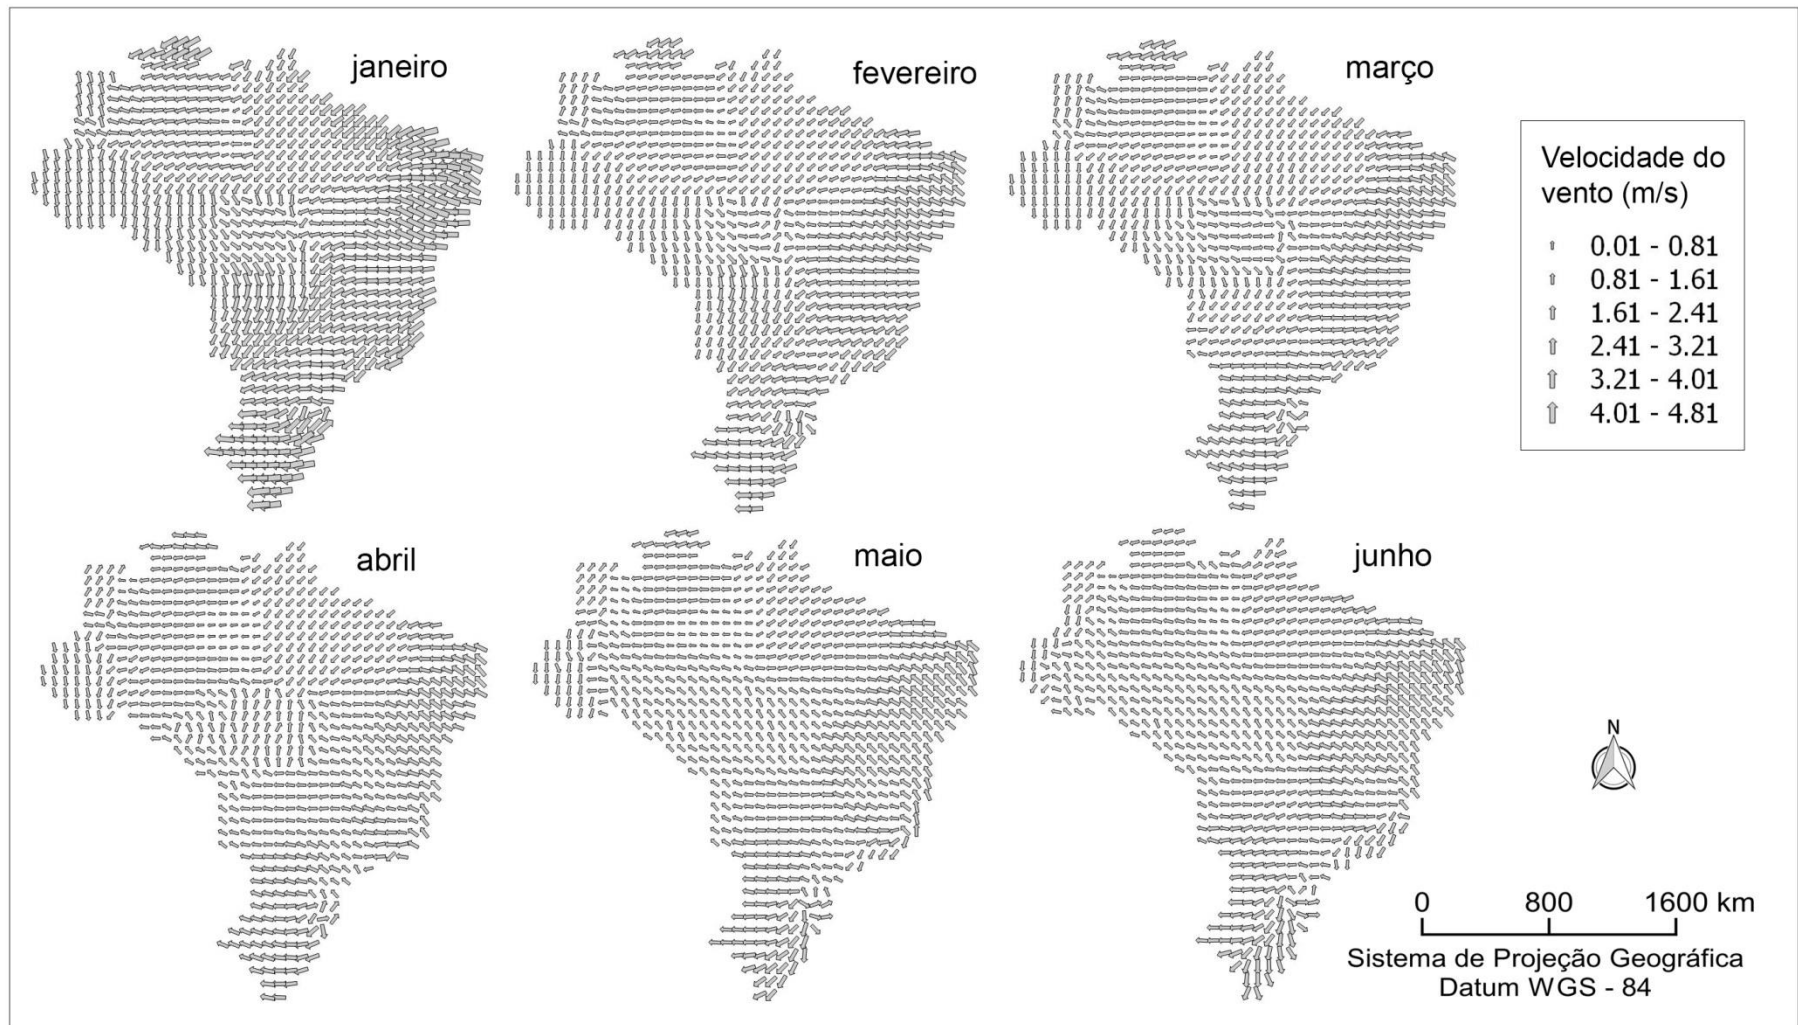 janeiro
fevereiro
março
Velocidade do
vento (m/s)
0.01 - 0.81
0.81 - 1.61
1.61 - 2.41
2.41 - 3.21
3.21 - 4.01
4.01 - 4.81
abril
maio
junho
N
0 800 1600 km
Sistema de Projeção Geográfica
Datum WGS - 84